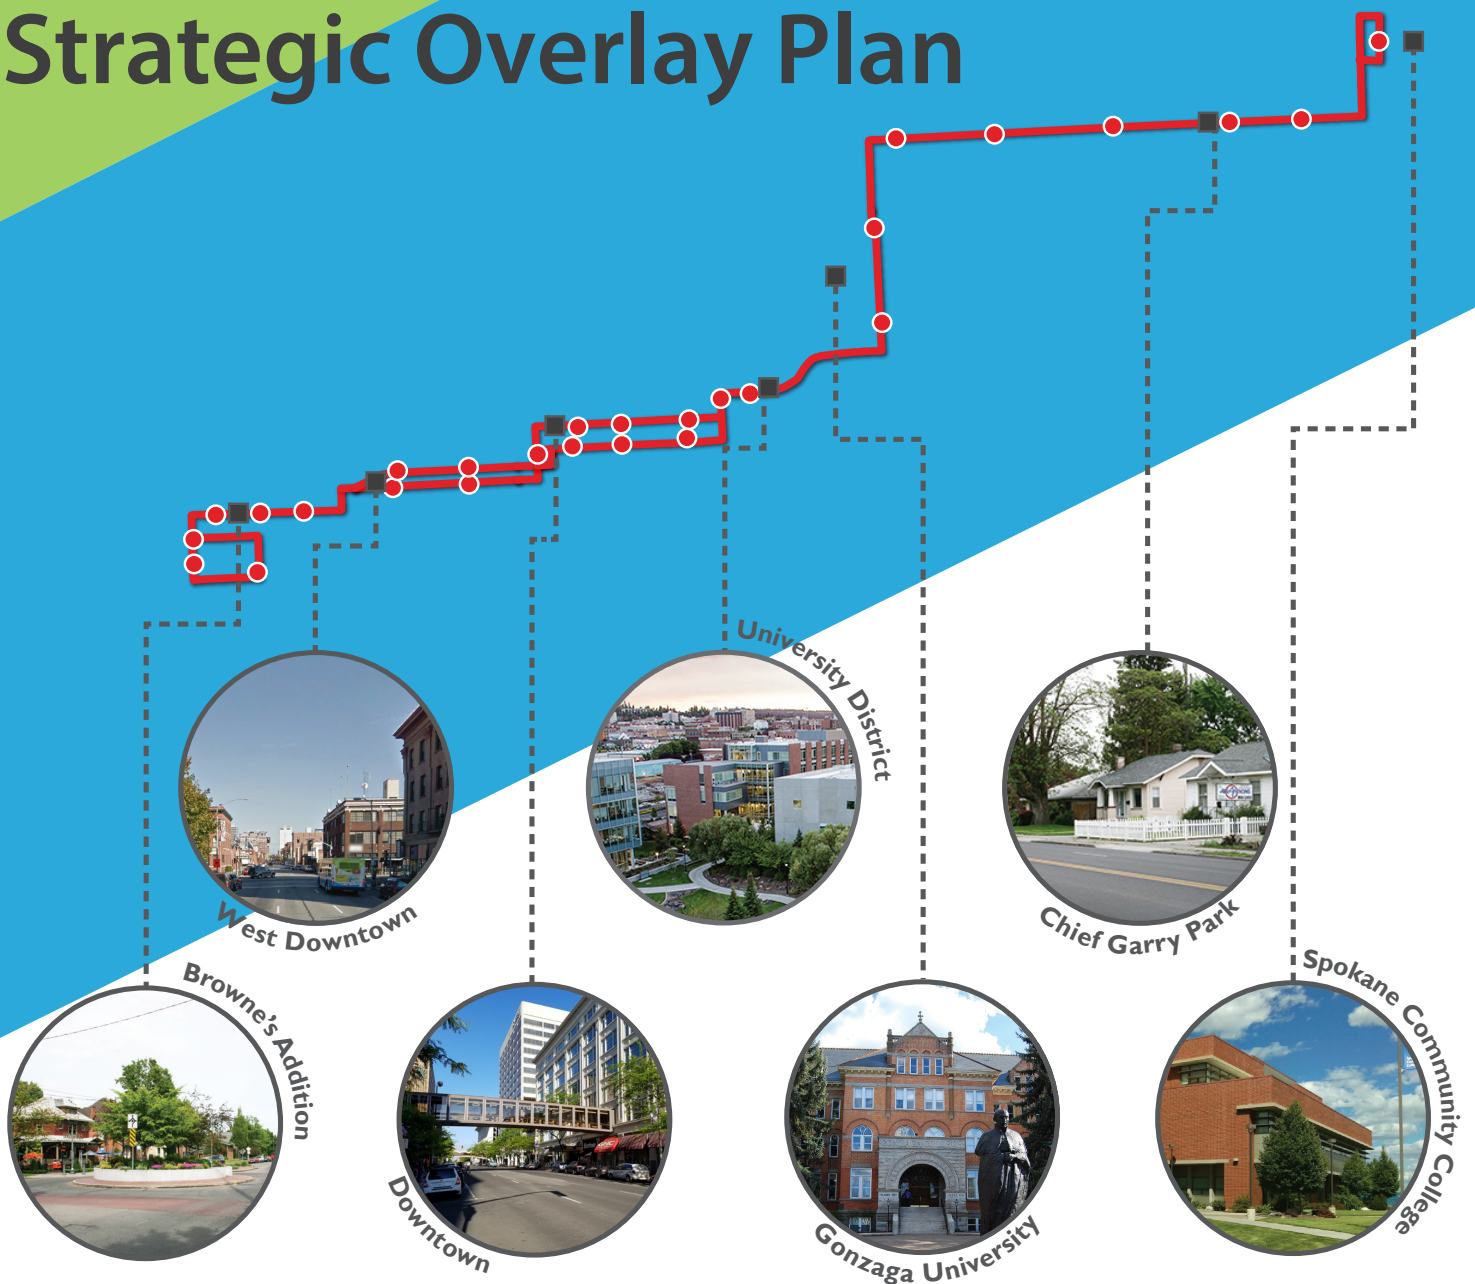 Strategic Overlay Plan
University District
West Downtown
Chief Garry Park
Browne's Addition
Spokane Community College
Downtown
Gonzaga University